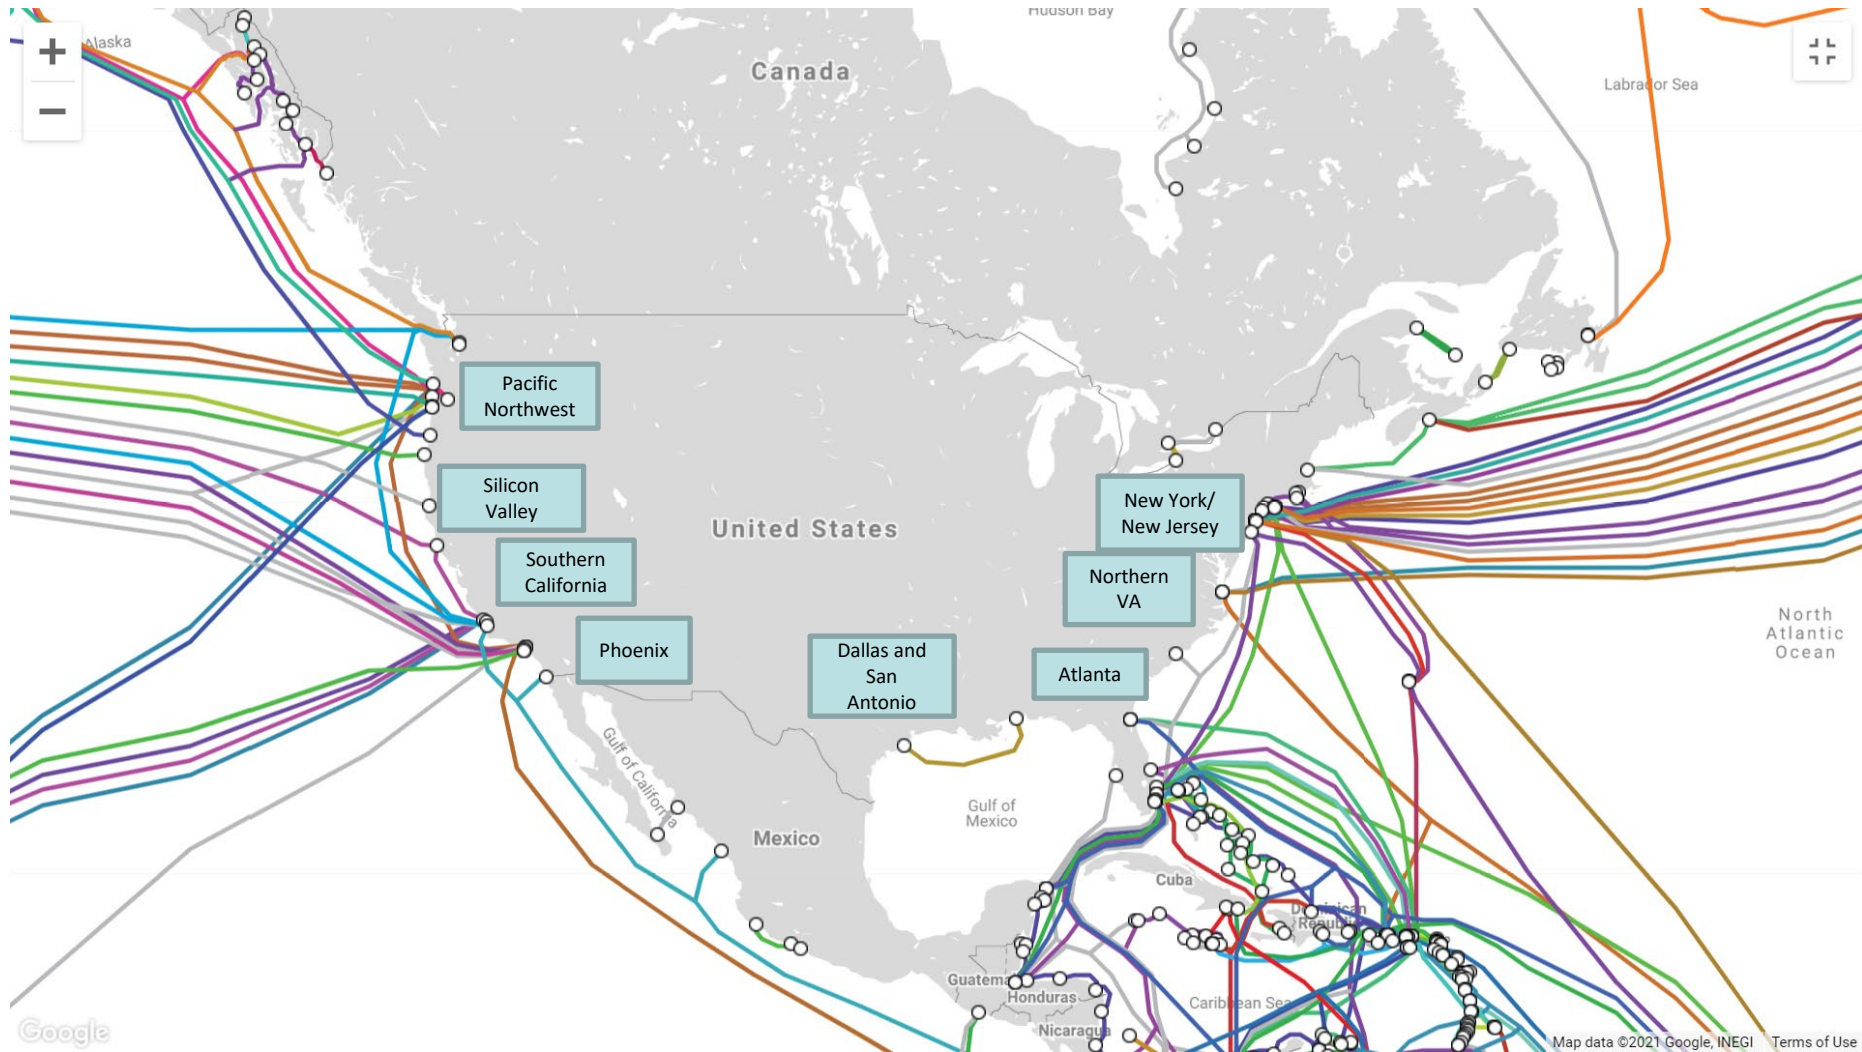 Hudson Bay
Alaska
Canada
Labrador Sea
Pacific
Northwest
Silicon
Valley
United States
New York/
New Jersey
Southern
California
Northern
VA
North
Atlantic
Ocean
Phoenix
Dallas and
San
Antonio
Atlanta
Gulf of California
Gulf of
Mexico
Mexico
Cuba
Dominican
Republic
Guatema
Honduras
Caribbean Sea
Nicaragua
Google
Map data ©2021 Google, INEGI
Terms of Use